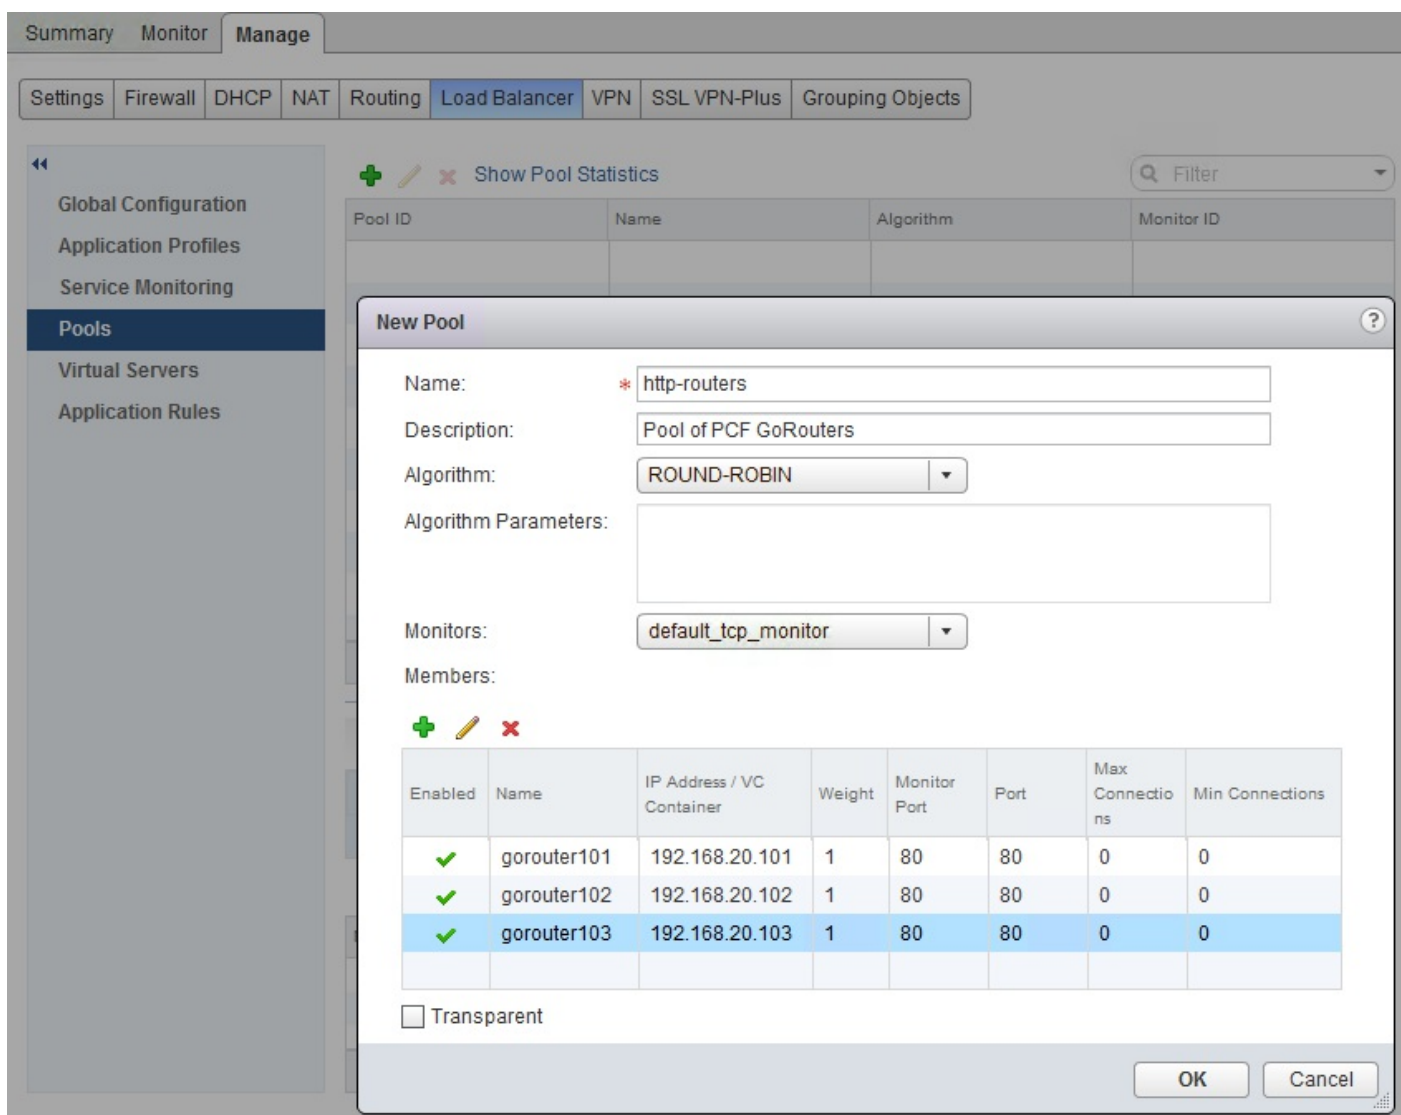 Summary Monitor Manage
Settings Firewall DHCP NAT Routing Load Balancer VPN SSL VPN-Plus Grouping Objects
Global Configuration
Application Profiles
Service Monitoring
Pools
Virtual Servers
Application Rules
Show Pool Statistics Filter
Pool ID Name Algorithm Monitor ID
New Pool ?
Name: * http-routers
Description: Pool of PCF GoRouters
Algorithm: ROUND-ROBIN
Algorithm Parameters:
Monitors: default_tcp_monitor
Members:
Enabled Name IP Address / VC Container Weight Monitor Port Port Max Connectio ns Min Connections
gorouter101 192.168.20.101 1 80 80 0 0
gorouter102 192.168.20.102 1 80 80 0 0
gorouter103 192.168.20.103 1 80 80 0 0
Transparent
OK Cancel